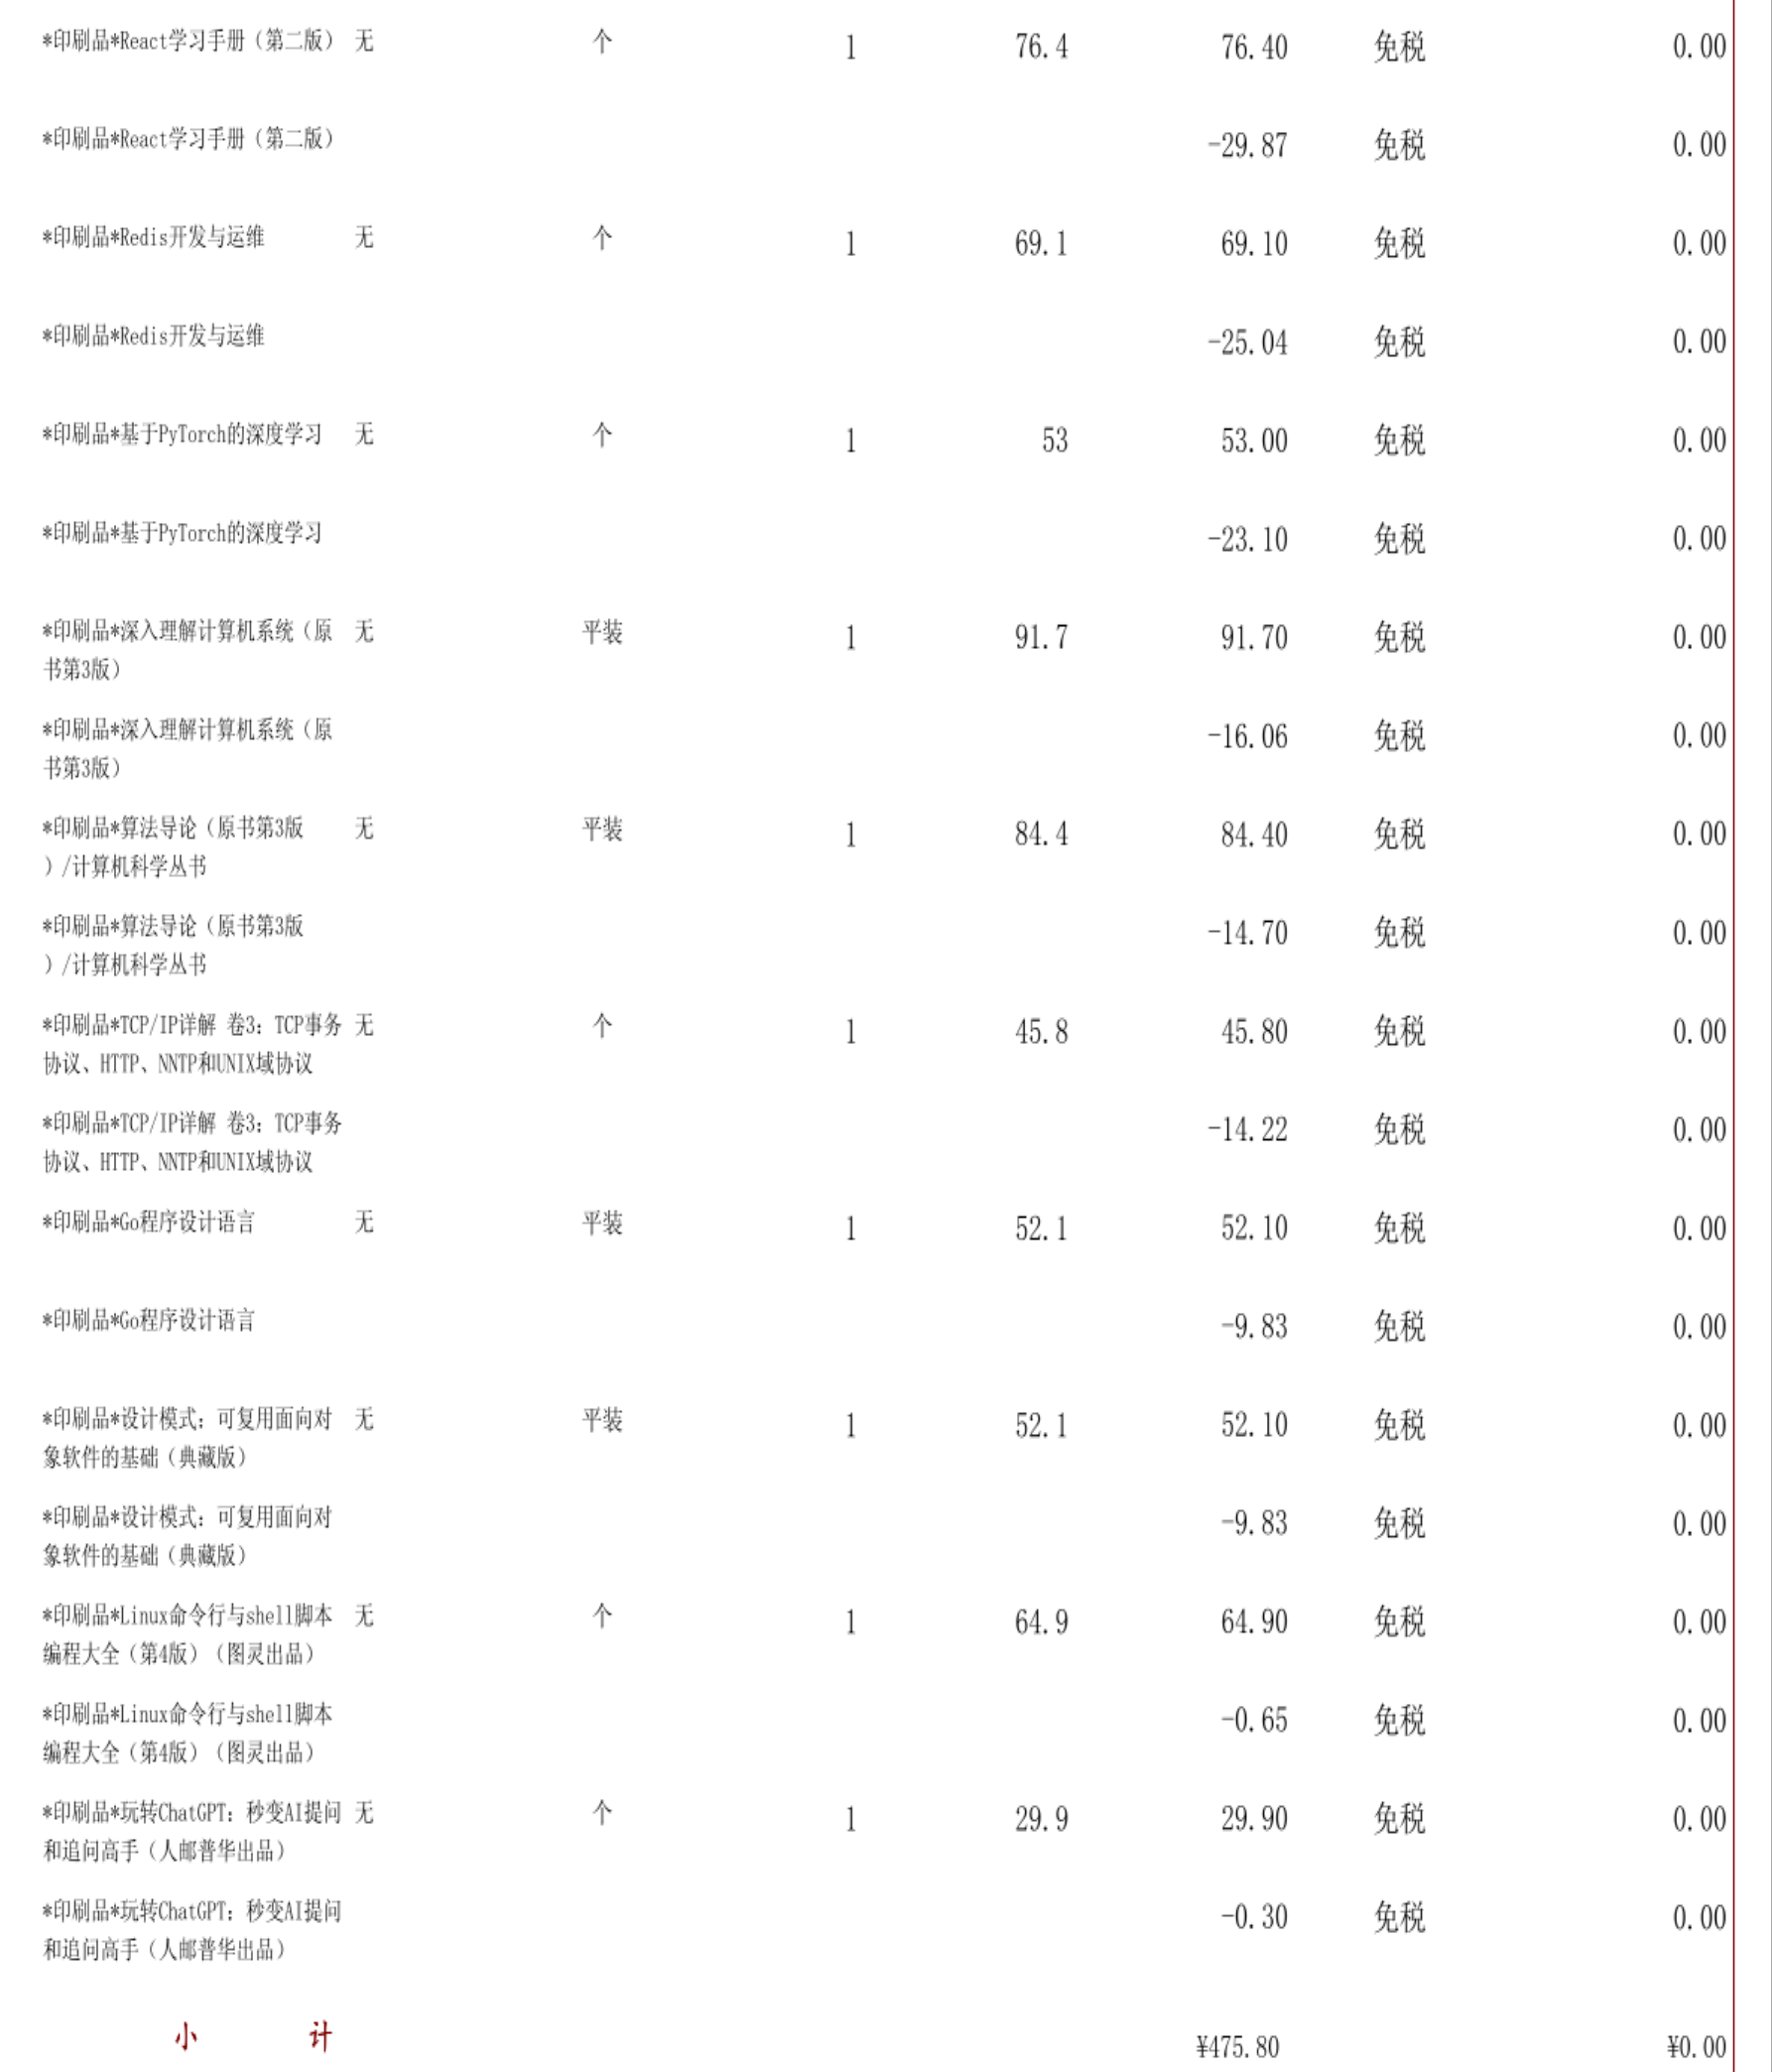 *印刷品*React学习手册（第二版） 无 个 1 76.4 76.40 免税 0.00
*印刷品*React学习手册（第二版） -29.87 免税 0.00
*印刷品*Redis开发与运维 无 个 1 69.1 69.10 免税 0.00
*印刷品*Redis开发与运维 -25.04 免税 0.00
*印刷品*基于PyTorch的深度学习 无 个 1 53 53.00 免税 0.00
*印刷品*基于PyTorch的深度学习 -23.10 免税 0.00
*印刷品*深入理解计算机系统（原 无 平装 1 91.7 91.70 免税 0.00
书第3版）
*印刷品*深入理解计算机系统（原 -16.06 免税 0.00
书第3版）
*印刷品*算法导论（原书第3版 无 平装 1 84.4 84.40 免税 0.00
）/计算机科学丛书
*印刷品*算法导论（原书第3版 -14.70 免税 0.00
）/计算机科学丛书
*印刷品*TCP/IP详解 卷3：TCP事务 无 个 1 45.8 45.80 免税 0.00
协议、HTTP、NNTP和UNIX域协议
*印刷品*TCP/IP详解 卷3：TCP事务 -14.22 免税 0.00
协议、HTTP、NNTP和UNIX域协议
*印刷品*Go程序设计语言 无 平装 1 52.1 52.10 免税 0.00
*印刷品*Go程序设计语言 -9.83 免税 0.00
*印刷品*设计模式：可复用面向对 无 平装 1 52.1 52.10 免税 0.00
象软件的基础（典藏版）
*印刷品*设计模式：可复用面向对 -9.83 免税 0.00
象软件的基础（典藏版）
*印刷品*Linux命令行与shell脚本 无 个 1 64.9 64.90 免税 0.00
编程大全（第4版）（图灵出品）
*印刷品*Linux命令行与shell脚本 -0.65 免税 0.00
编程大全（第4版）（图灵出品）
*印刷品*玩转ChatGPT：秒变AI提问 无 个 1 29.9 29.90 免税 0.00
和追问高手（人邮普华出品）
*印刷品*玩转ChatGPT：秒变AI提问 -0.30 免税 0.00
和追问高手（人邮普华出品）
小 计 ¥475.80 ¥0.00